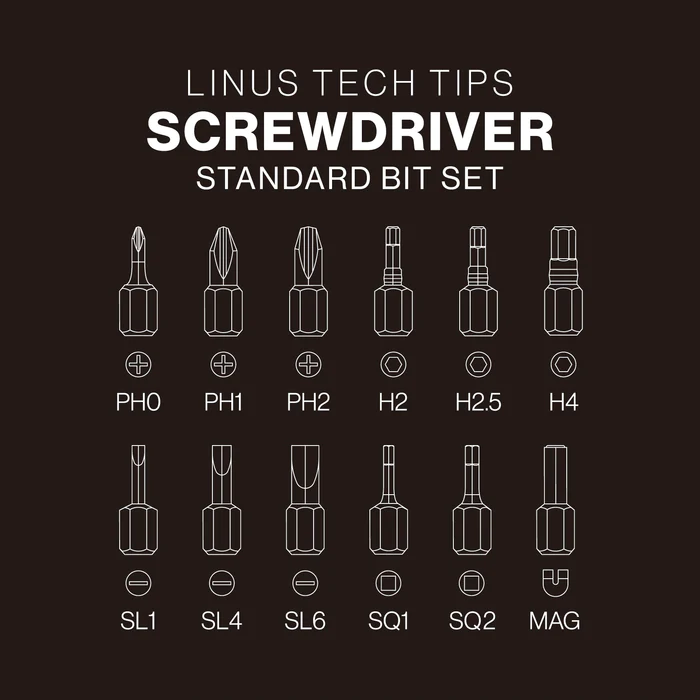 LINUS TECH TIPS
SCREWDRIVER
STANDARD BIT SET
PH0 PH1 PH2 H2 H2.5 H4
SL1 SL4 SL6 SQ1 SQ2 MAG